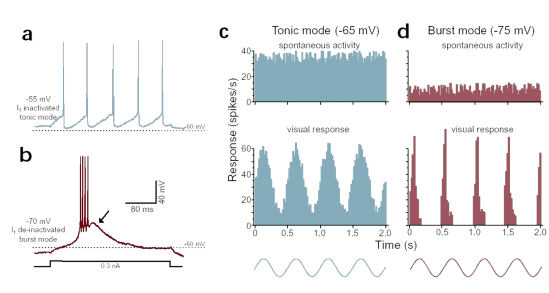 a
-55 mV
I_T inactivated
tonic mode
-60 mV
b
40 mV
80 ms
-70 mV
I_T de-inactivated
burst mode
-60 mV
0.3 nA
c
Tonic mode (-65 mV)
spontaneous activity
40
20
0
visual response
60
40
20
0
Response (spikes/s)
0
0.5
1.0
1.5
2.0
Time (s)
d
Burst mode (-75 mV)
spontaneous activity
visual response
0
0.5
1.0
1.5
2.0